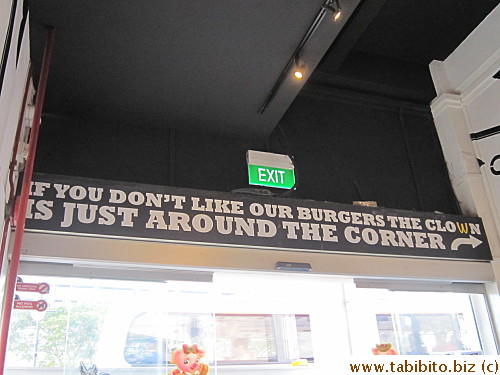 EXIT
IF YOU DON'T LIKE OUR BURGERS THE CLOWN
IS JUST AROUND THE CORNER
www.tabibito.biz (c)